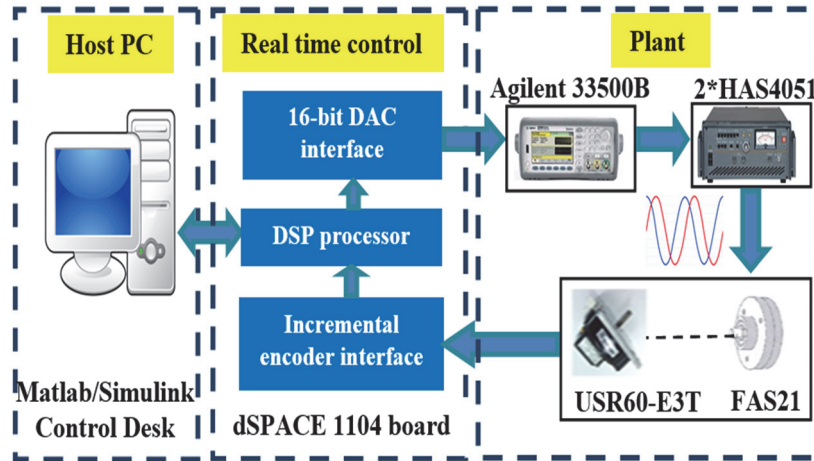 Host PC
Matlab/Simulink
Control Desk
Real time control
16-bit DAC
interface
DSP processor
Incremental
encoder interface
dSPACE 1104 board
Plant
Agilent 33500B
2*HAS4051
USR60-E3T
FAS21